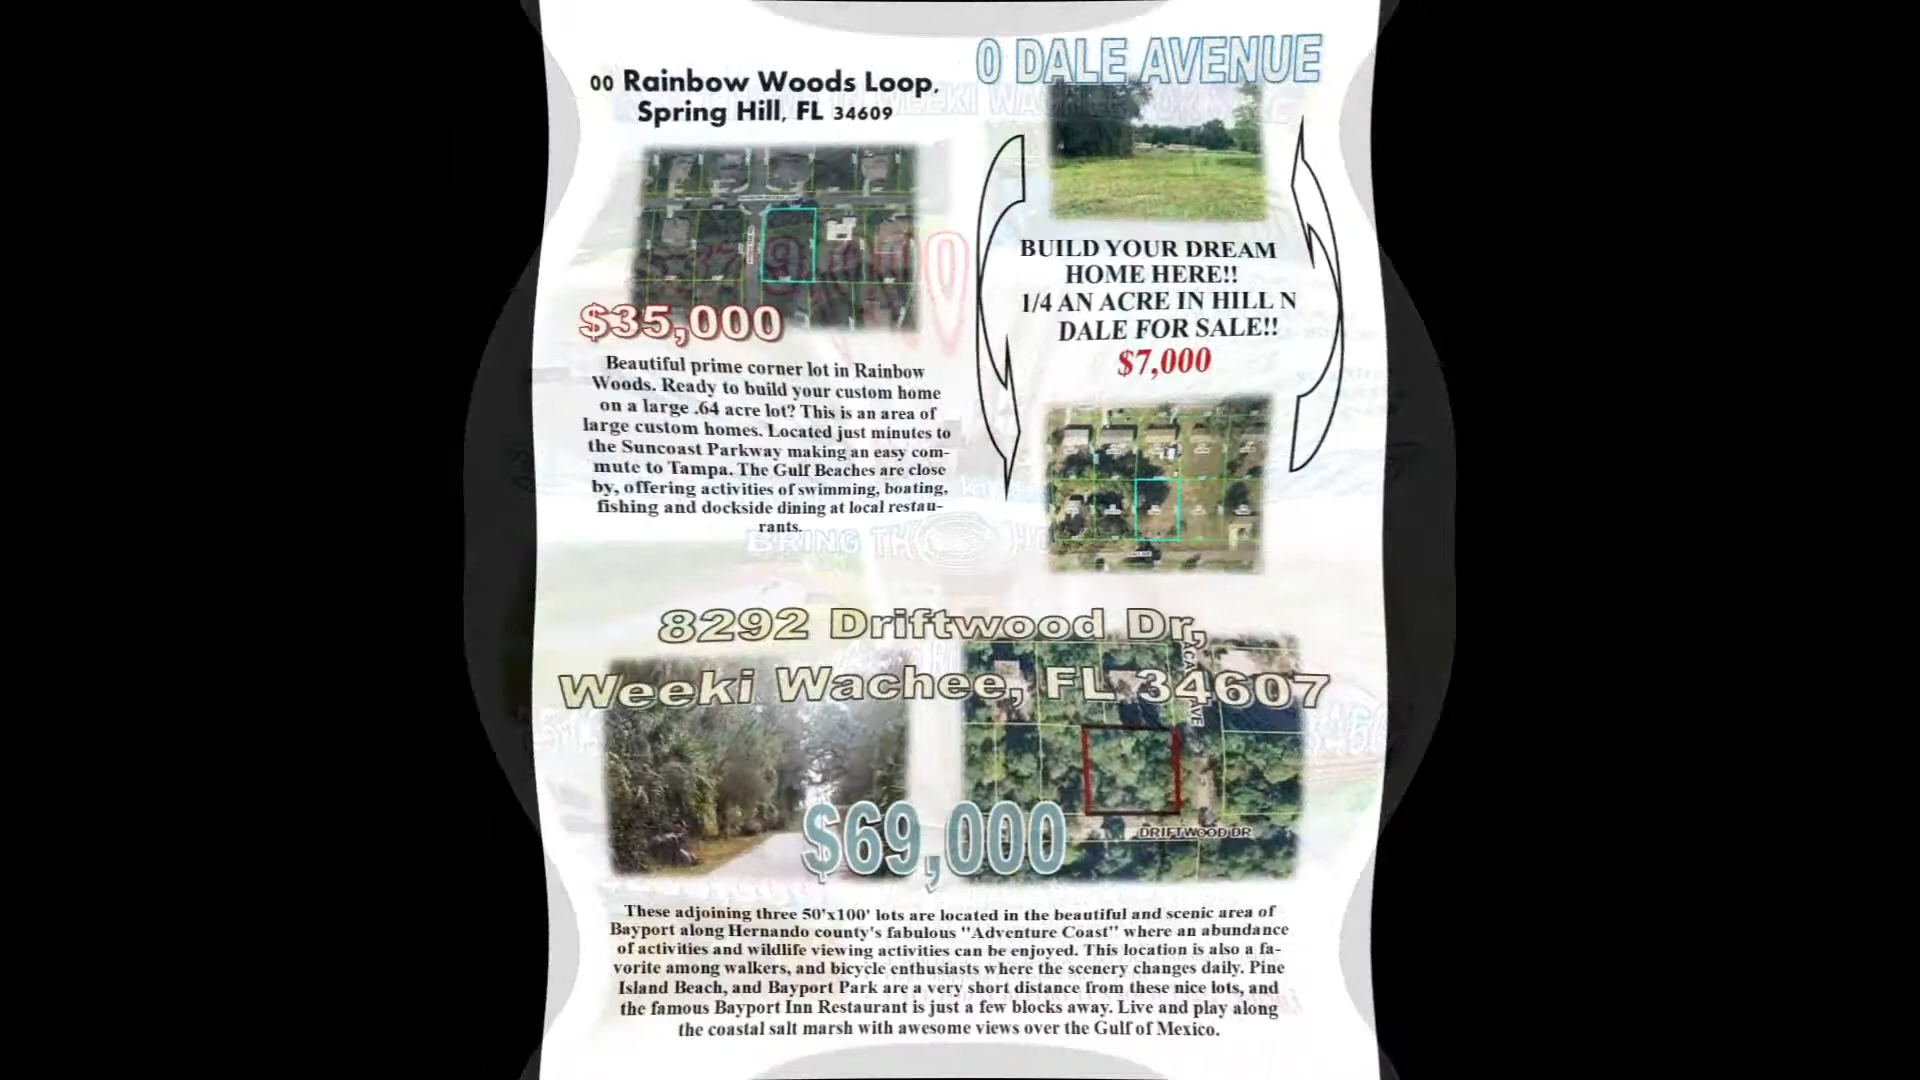 00 Rainbow Woods Loop.
Spring Hill, FL 34609
$35,000
Beautiful prime corner lot in Rainbow
Woods. Ready to build your custom home
on a large .64 acre lot? This is an area of
large custom homes. Located just minutes to
the Suncoast Parkway making an easy com-
mute to Tampa. The Gulf Beaches are close
by, offering activities of swimming, boating,
fishing and dockside dining at local restau-
rants.
0 DALE AVENUE
BUILD YOUR DREAM
HOME HERE!!
1/4 AN ACRE IN HILL N
DALE FOR SALE!!
$7,000
8292 Driftwood Dr,
Weeki Wachee, FL 34607
$69,000
DRIFTWOOD DR
These adjoining three 50'x100' lots are located in the beautiful and scenic area of
Bayport along Hernando county's fabulous "Adventure Coast" where an abundance
of activities and wildlife viewing activities can be enjoyed. This location is also a fa-
vorite among walkers, and bicycle enthusiasts where the scenery changes daily. Pine
Island Beach, and Bayport Park are a very short distance from these nice lots, and
the famous Bayport Inn Restaurant is just a few blocks away. Live and play along
the coastal salt marsh with awesome views over the Gulf of Mexico.